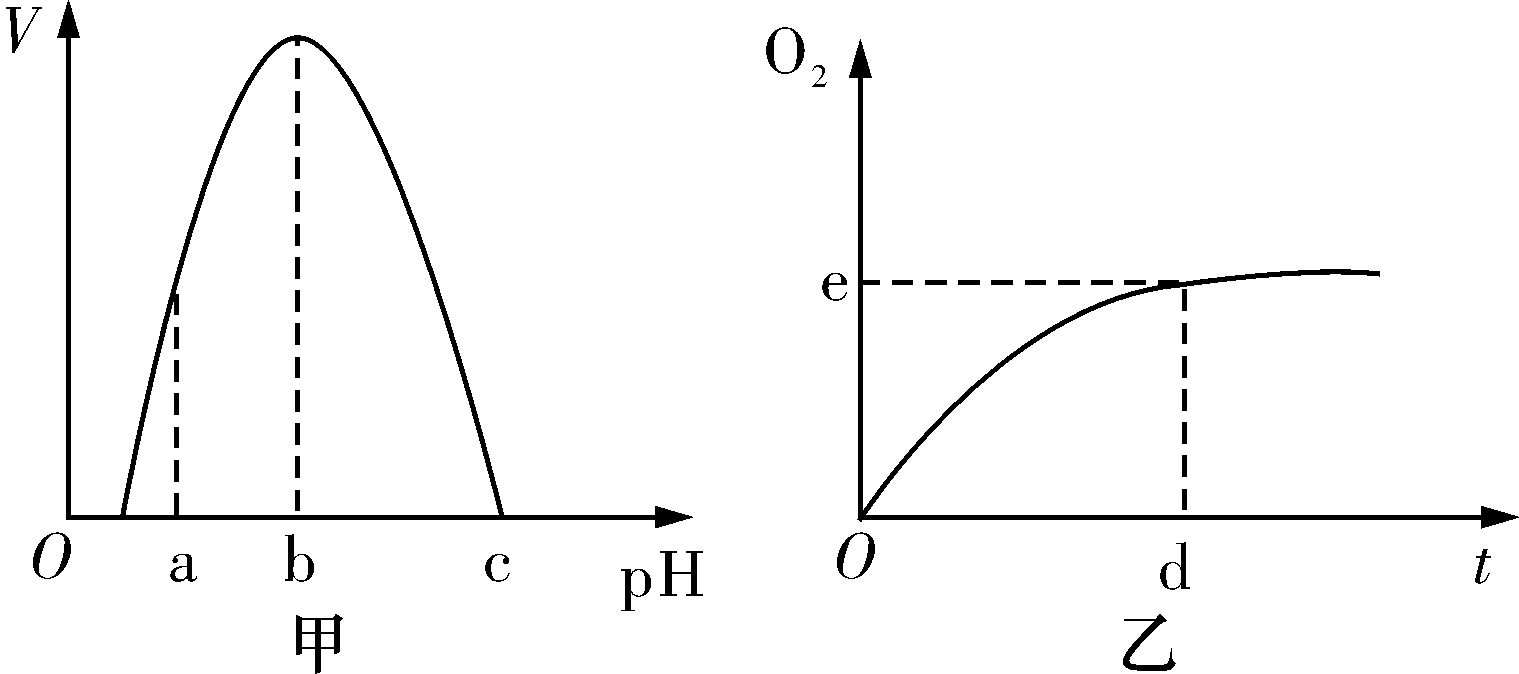 V
O a b c pH
甲
O₂
e
O d t
乙